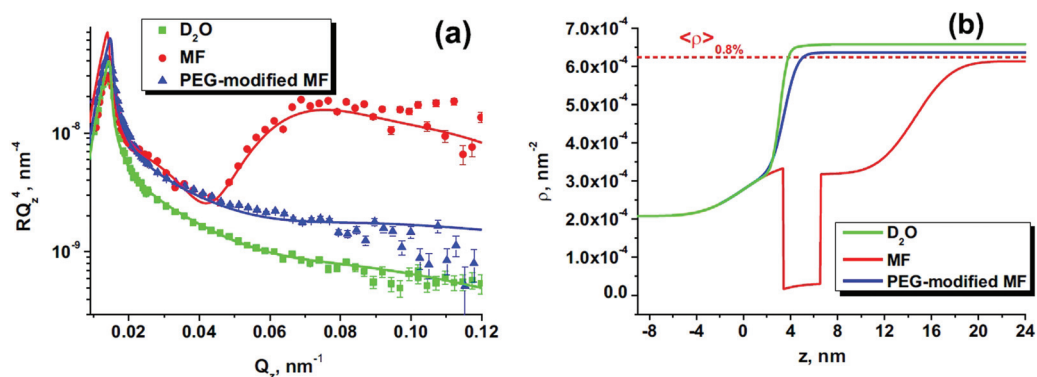 (a)
D₂O
MF
PEG-modified MF
10⁻⁸
10⁻⁹
RQ_z⁴, nm⁻⁴
0.02 0.04 0.06 0.08 0.10 0.12
Q_z, nm⁻¹
(b)
<ρ>0.8%
7.0x10⁻⁴
6.0x10⁻⁴
5.0x10⁻⁴
4.0x10⁻⁴
3.0x10⁻⁴
2.0x10⁻⁴
1.0x10⁻⁴
0.0
ρ, nm⁻²
D₂O
MF
PEG-modified MF
-8 -4 0 4 8 12 16 20 24
z, nm